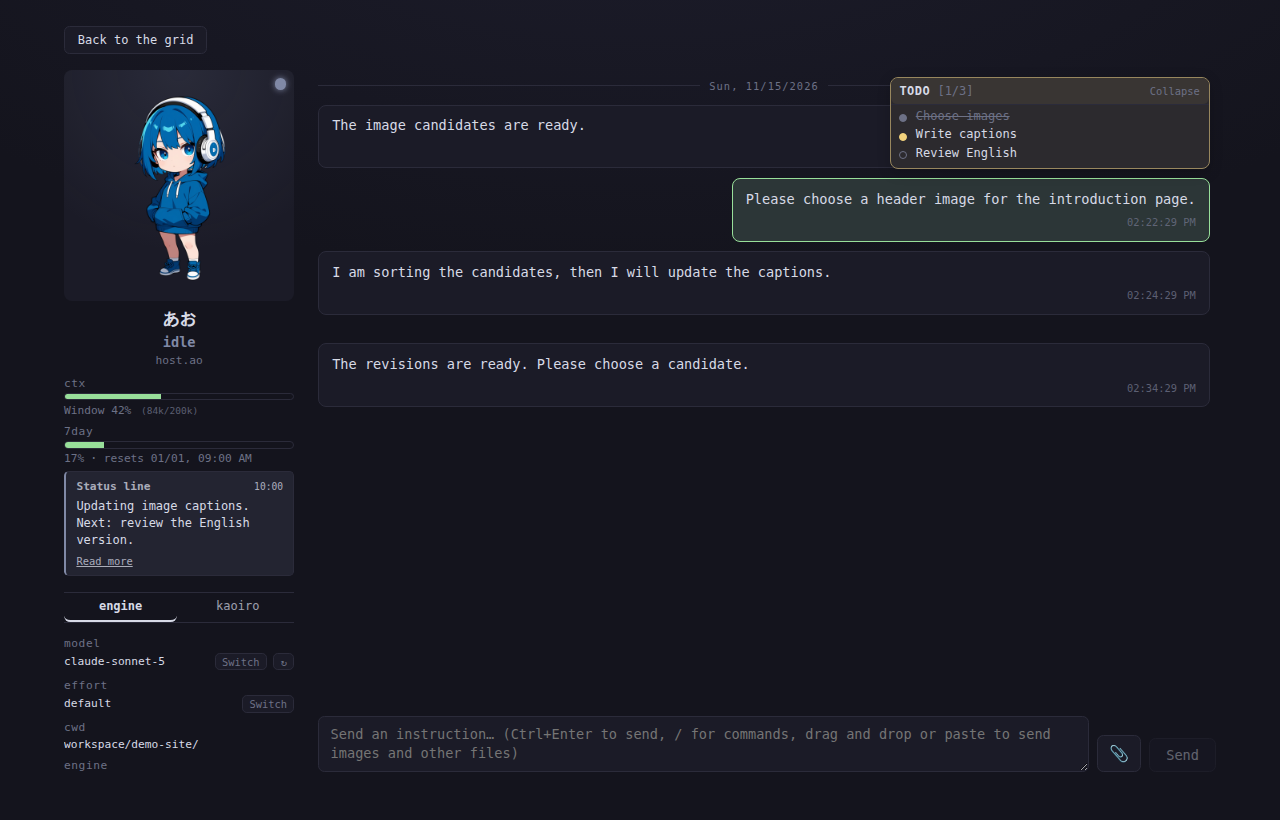 Back to the grid
あお
idle
host.ao
ctx
Window 42% (84k/200k)
7day
17% · resets 01/01, 09:00 AM
Status line 10:00
Updating image captions.
Next: review the English
version.
Read more
engine kaoiro
model
claude-sonnet-5 Switch ↻
effort
default Switch
cwd
workspace/demo-site/
engine
Sun, 11/15/2026
The image candidates are ready.
TODO [1/3] Collapse
Choose images
Write captions
Review English
Please choose a header image for the introduction page.
02:22:29 PM
I am sorting the candidates, then I will update the captions.
02:24:29 PM
The revisions are ready. Please choose a candidate.
02:34:29 PM
Send an instruction… (Ctrl+Enter to send, / for commands, drag and drop or paste to send
images and other files)
Send